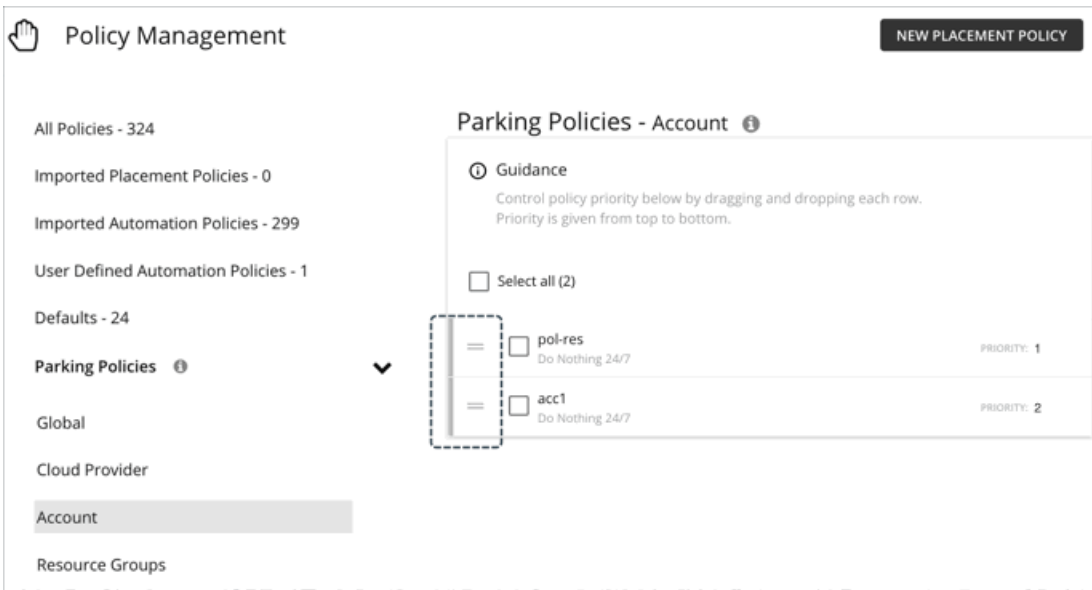 Policy Management
NEW PLACEMENT POLICY
All Policies - 324
Imported Placement Policies - 0
Imported Automation Policies - 299
User Defined Automation Policies - 1
Defaults - 24
Parking Policies
Global
Cloud Provider
Account
Resource Groups
Parking Policies - Account
Guidance
Control policy priority below by dragging and dropping each row.
Priority is given from top to bottom.
Select all (2)
pol-res
Do Nothing 24/7
PRIORITY: 1
acc1
Do Nothing 24/7
PRIORITY: 2